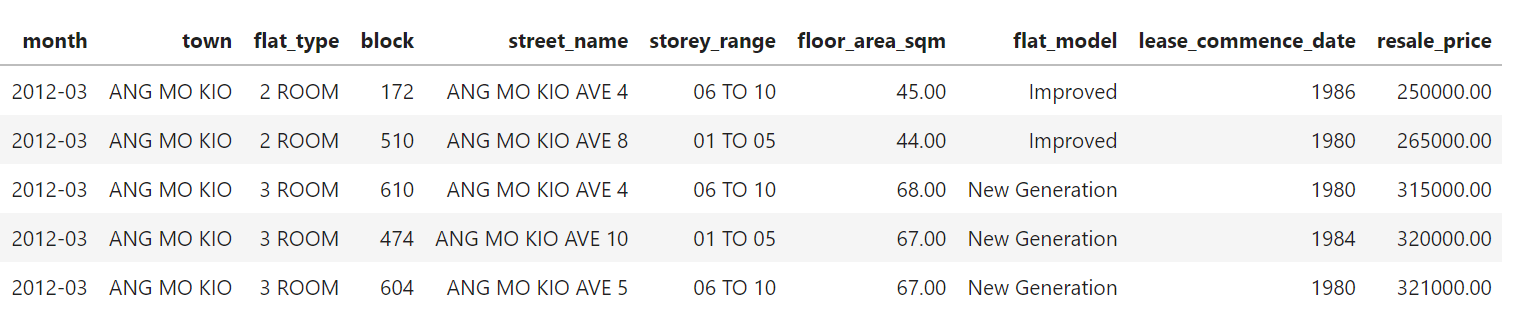 month town flat_type block street_name storey_range floor_area_sqm flat_model lease_commence_date resale_price
2012-03 ANG MO KIO 2 ROOM 172 ANG MO KIO AVE 4 06 TO 10 45.00 Improved 1986 250000.00
2012-03 ANG MO KIO 2 ROOM 510 ANG MO KIO AVE 8 01 TO 05 44.00 Improved 1980 265000.00
2012-03 ANG MO KIO 3 ROOM 610 ANG MO KIO AVE 4 06 TO 10 68.00 New Generation 1980 315000.00
2012-03 ANG MO KIO 3 ROOM 474 ANG MO KIO AVE 10 01 TO 05 67.00 New Generation 1984 320000.00
2012-03 ANG MO KIO 3 ROOM 604 ANG MO KIO AVE 5 06 TO 10 67.00 New Generation 1980 321000.00